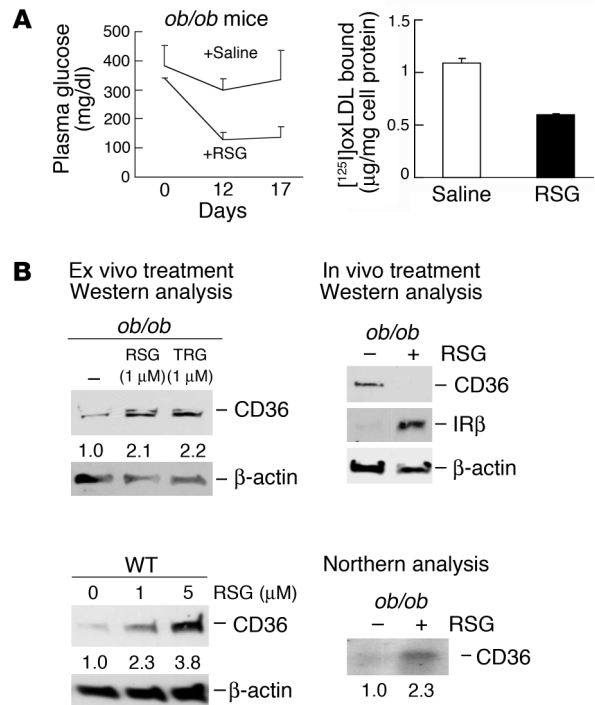 A
ob/ob mice
Plasma glucose
(mg/dl)
500
400
300
200
100
0
+Saline
+RSG
0 12 17
Days
[125I]oxLDL bound
(µg/mg cell protein)
1.5
1
0.5
0
Saline RSG
B
Ex vivo treatment
Western analysis
ob/ob
– RSG (1 µM) TRG (1 µM)
– CD36
1.0 2.1 2.2
– β-actin
In vivo treatment
Western analysis
ob/ob
– + RSG
– CD36
– IRβ
– β-actin
WT
0 1 5 RSG (µM)
– CD36
1.0 2.3 3.8
– β-actin
Northern analysis
ob/ob
– + RSG
– CD36
1.0 2.3